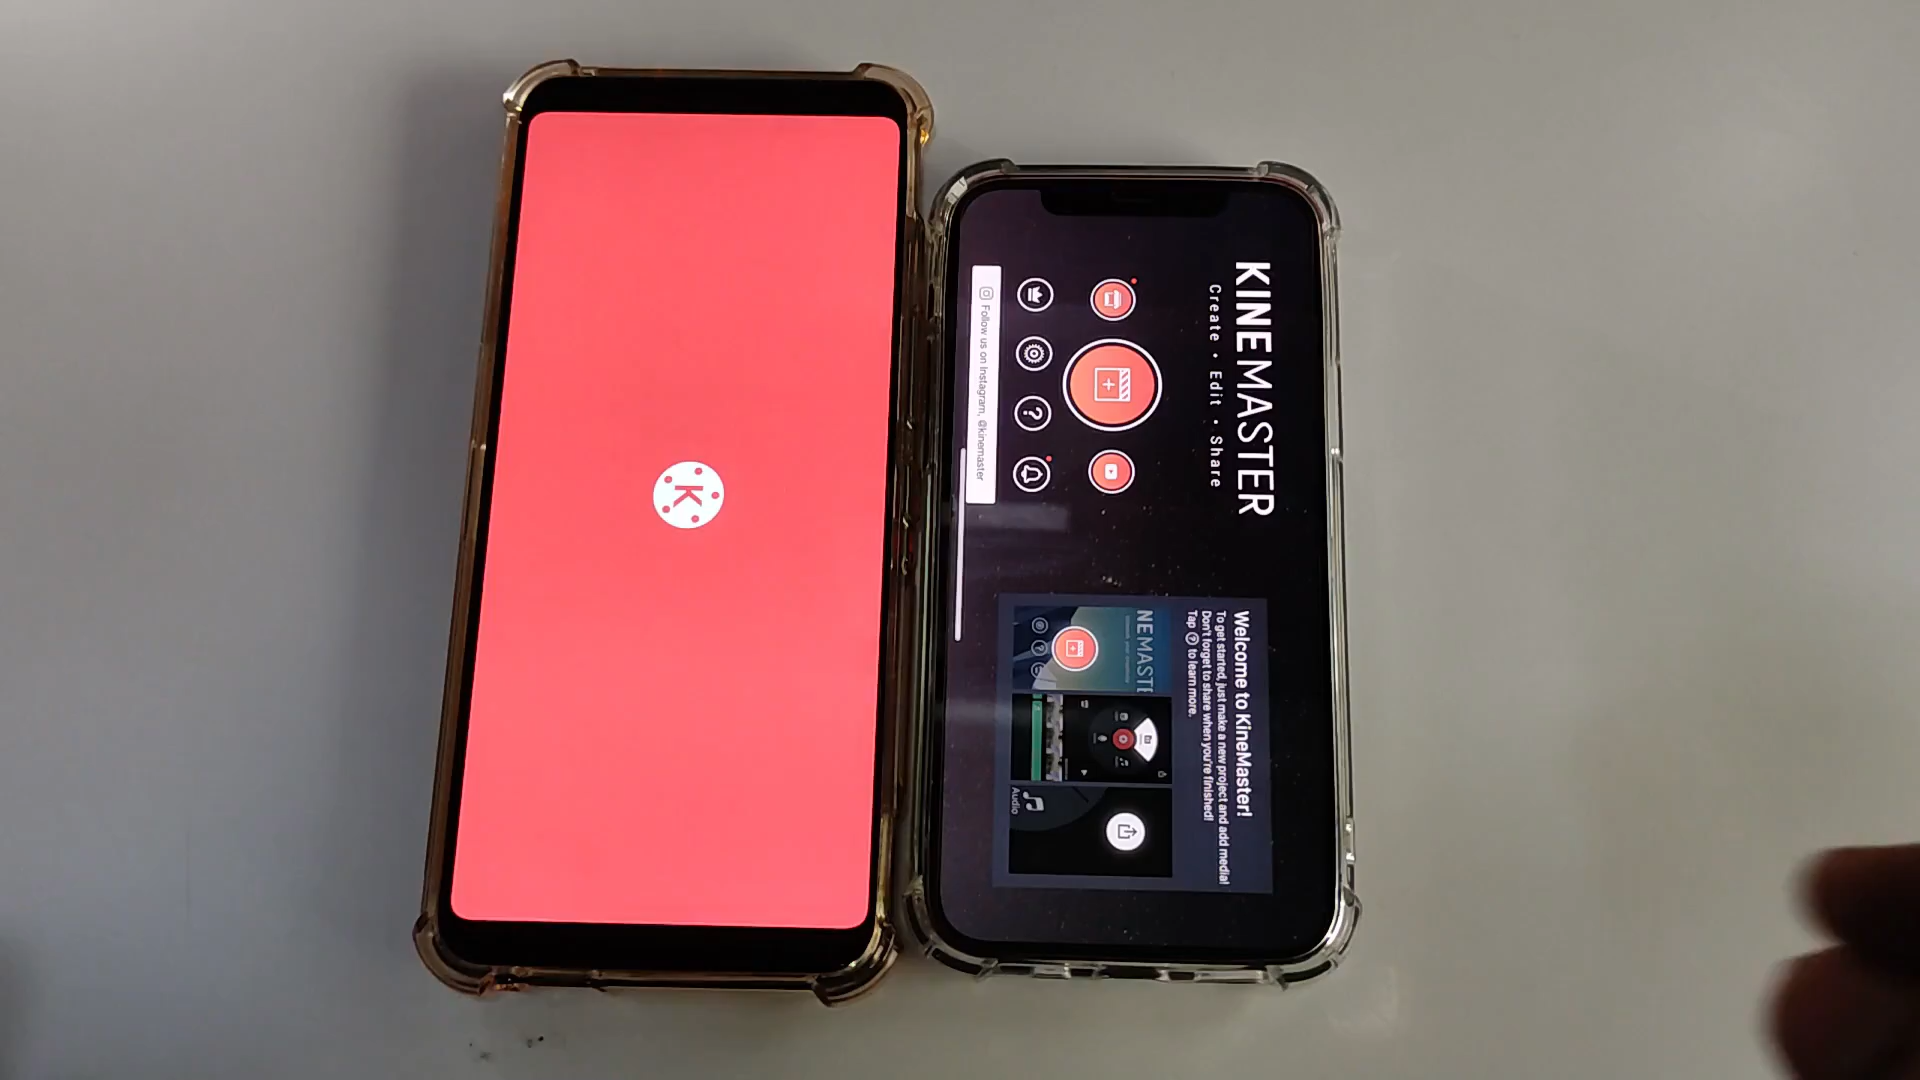 K
KINEMASTER
Create • Edit • Share
Follow us on Instagram, @kinemaster
Welcome to KineMaster!
To get started, just make a new project and add media!
Don't forget to share when you're finished!
Tap ? to learn more.
NEMASTE
Audio